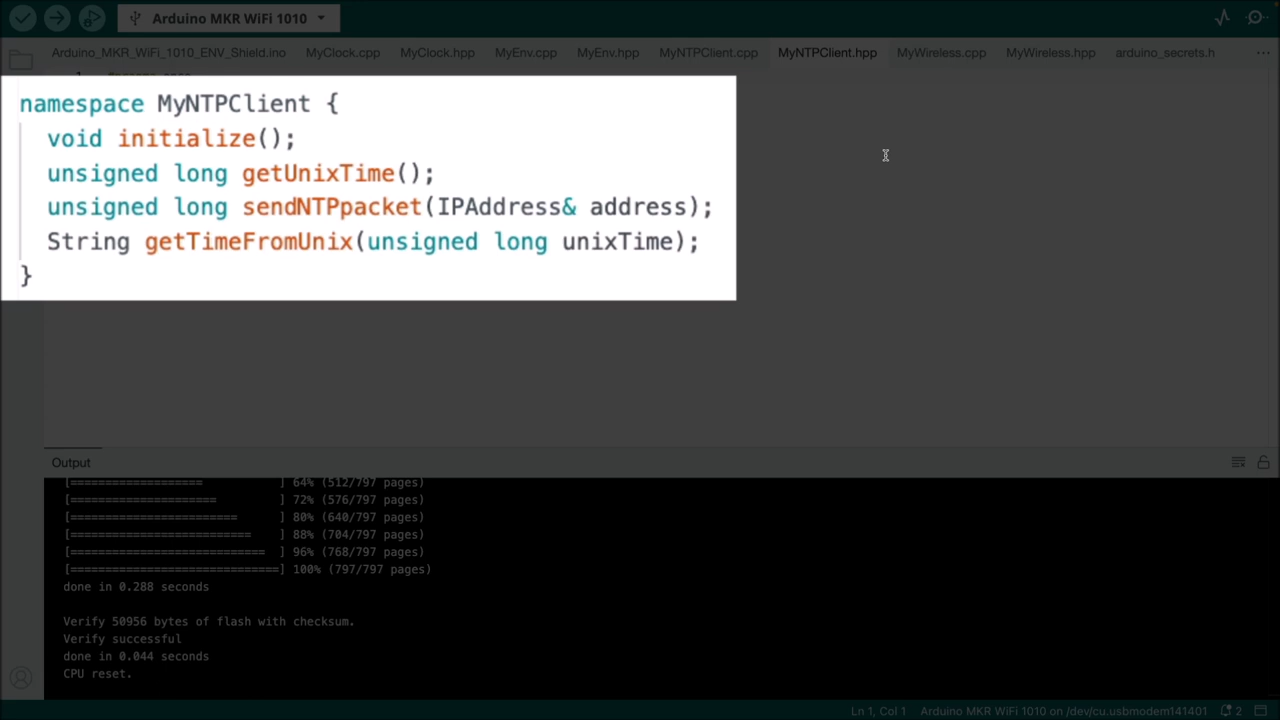 Arduino MKR WiFi 1010
Arduino_MKR_WiFi_1010_ENV_Shield.ino MyClock.cpp MyClock.hpp MyEnv.cpp MyEnv.hpp MyNTPClient.cpp MyNTPClient.hpp MyWireless.cpp MyWireless.hpp arduino_secrets.h ...
namespace MyNTPClient {
void initialize();
unsigned long getUnixTime();
unsigned long sendNTPpacket(IPAddress& address);
String getTimeFromUnix(unsigned long unixTime);
}
Output
[=================== ] 64% (512/797 pages)
[===================== ] 72% (576/797 pages)
[======================== ] 80% (640/797 pages)
[========================== ] 88% (704/797 pages)
[============================ ] 96% (768/797 pages)
[==============================] 100% (797/797 pages)
done in 0.288 seconds
Verify 50956 bytes of flash with checksum.
Verify successful
done in 0.044 seconds
CPU reset.
Ln 1, Col 1 Arduino MKR WiFi 1010 on /dev/cu.usbmodem141401 2